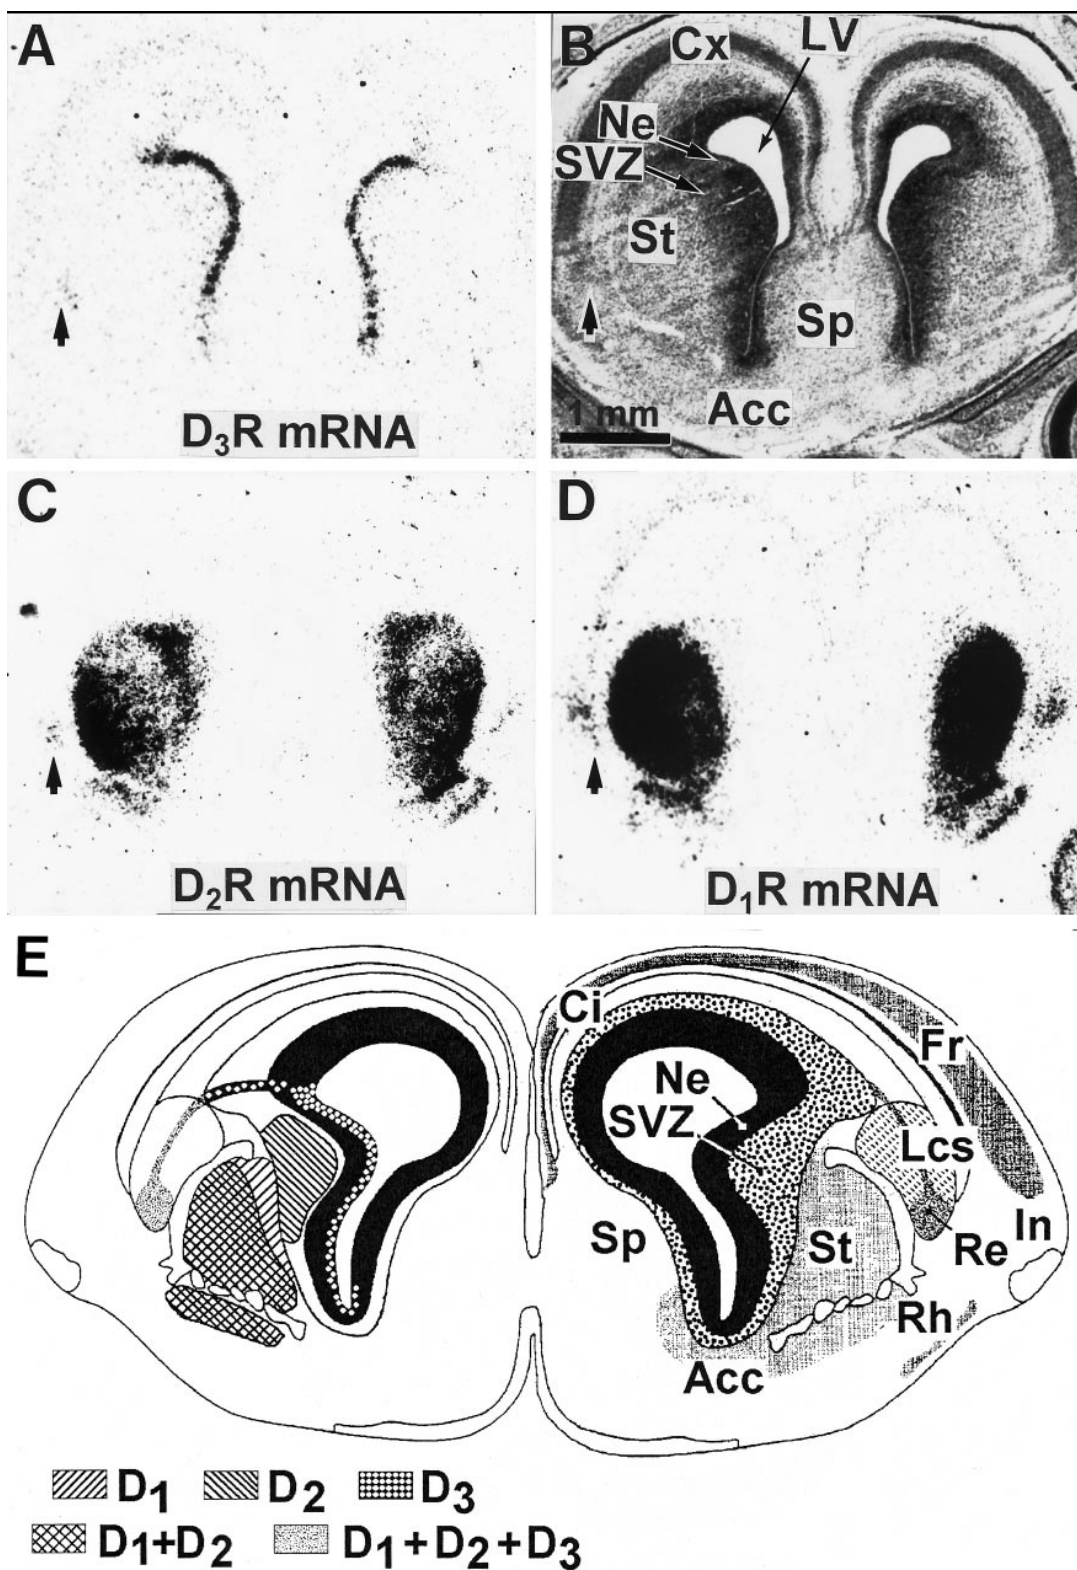 A
D₃R mRNA
B
Cx
LV
Ne
SVZ
St
Sp
Acc
1 mm
C
D₂R mRNA
D
D₁R mRNA
E
Ci
Fr
Ne
SVZ
Lcs
Sp
St
Re
In
Rh
Acc
D₁ D₂ D₃
D₁+D₂ D₁+D₂+D₃